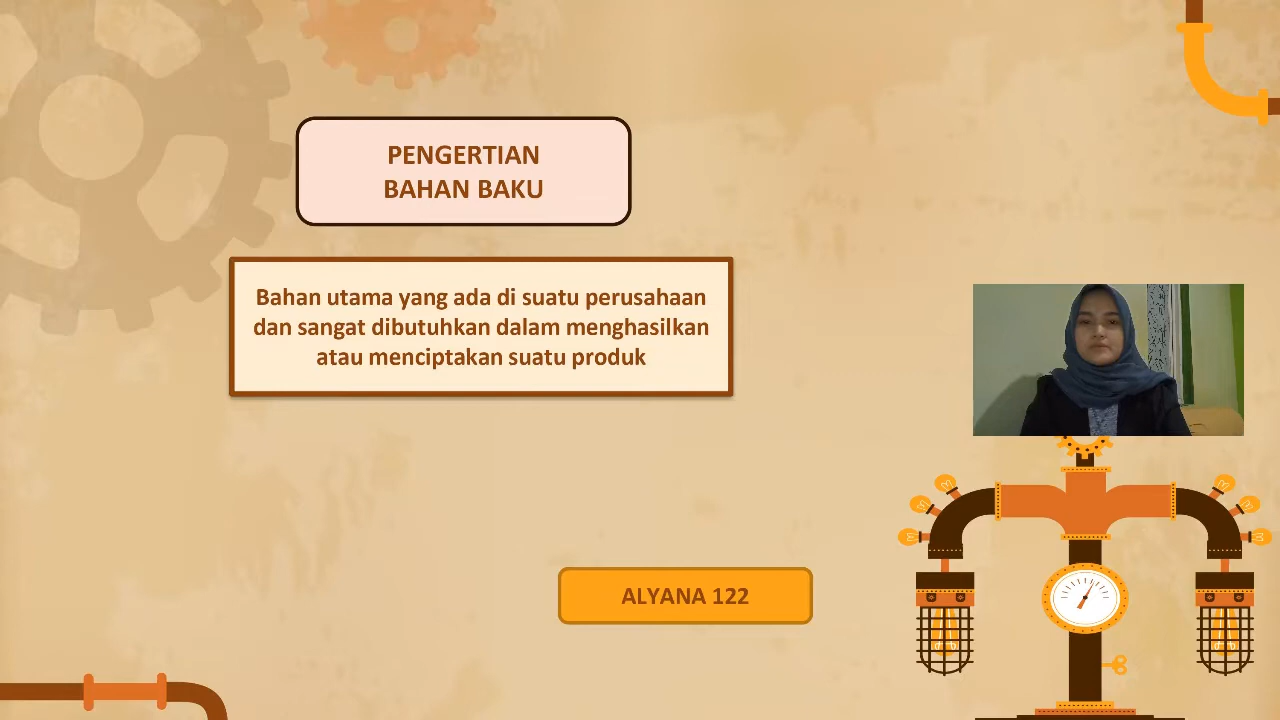 PENGERTIAN
BAHAN BAKU
Bahan utama yang ada di suatu perusahaan
dan sangat dibutuhkan dalam menghasilkan
atau menciptakan suatu produk
ALYANA 122